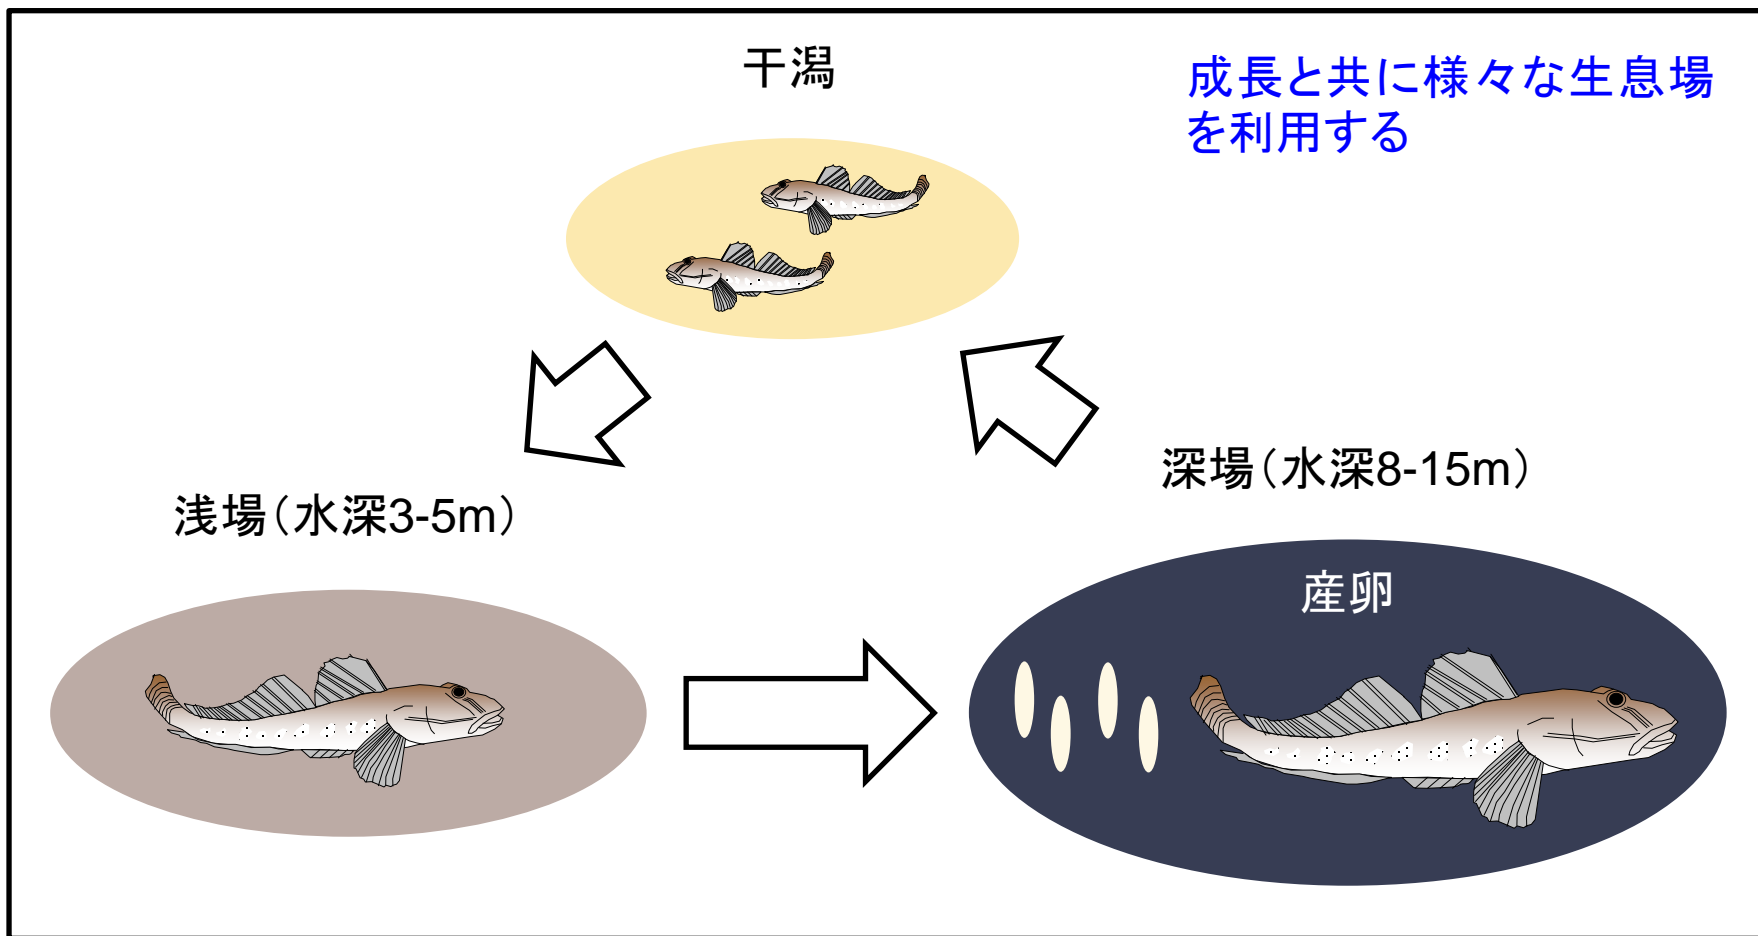 干潟
成長と共に様々な生息場
を利用する
浅場（水深3-5m）
深場（水深8-15m）
産卵